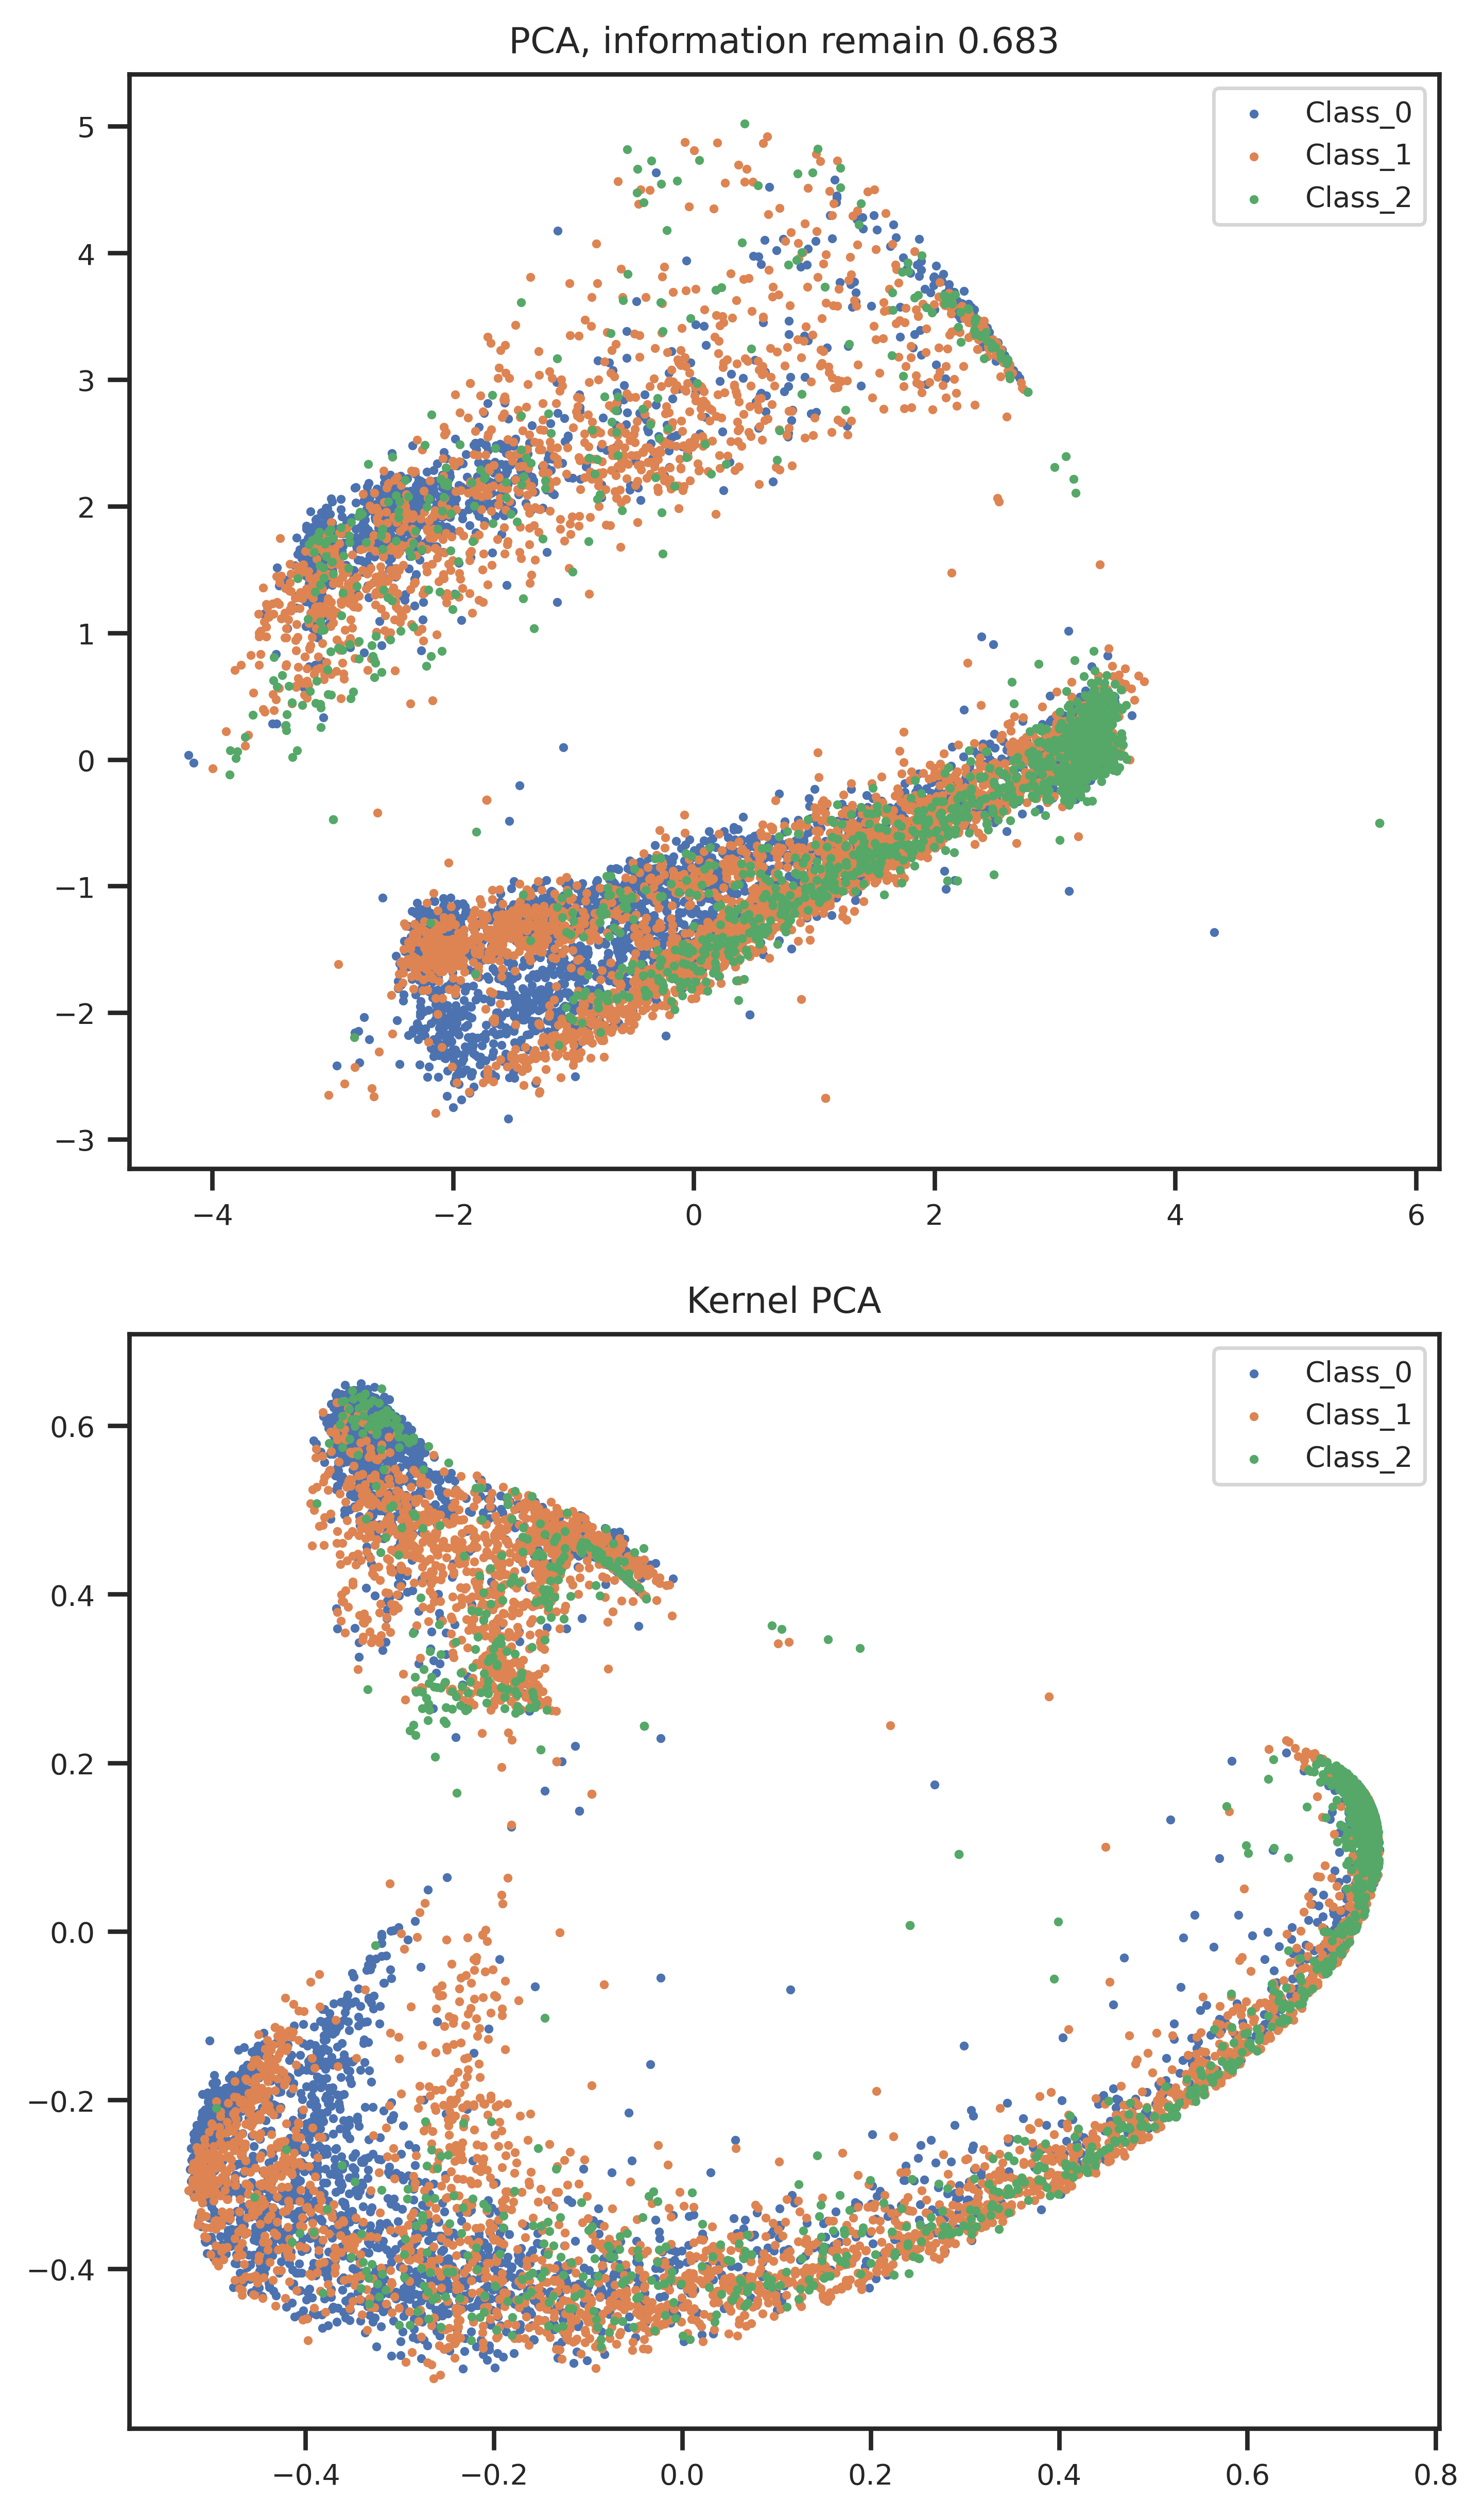 PCA, information remain 0.683
Class_0
Class_1
Class_2
5
4
3
2
1
0
−1
−2
−3
−4 −2 0 2 4 6
Kernel PCA
Class_0
Class_1
Class_2
0.6
0.4
0.2
0.0
−0.2
−0.4
−0.4 −0.2 0.0 0.2 0.4 0.6 0.8